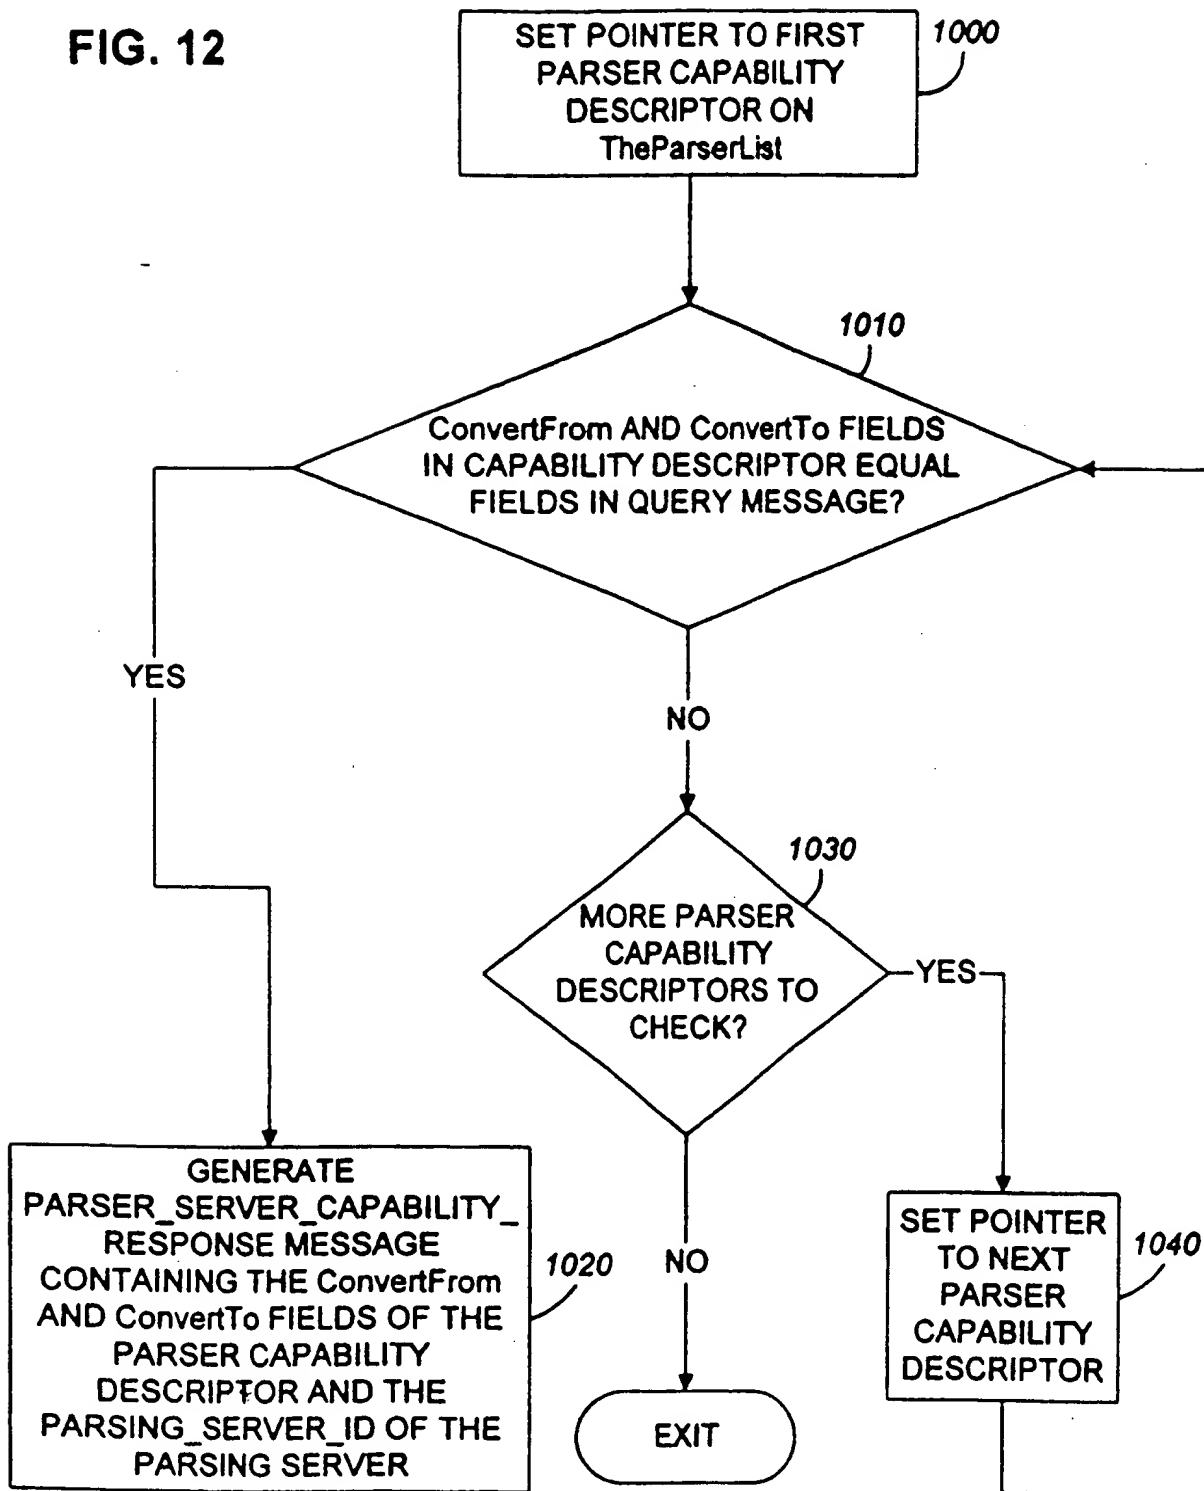 FIG. 12
SET POINTER TO FIRST
PARSER CAPABILITY
DESCRIPTOR ON
TheParserList
1000
1010
ConvertFrom AND ConvertTo FIELDS
IN CAPABILITY DESCRIPTOR EQUAL
FIELDS IN QUERY MESSAGE?
YES
NO
1030
MORE PARSER
CAPABILITY
DESCRIPTORS TO
CHECK?
YES
GENERATE
PARSER_SERVER_CAPABILITY_
RESPONSE MESSAGE
CONTAINING THE ConvertFrom
AND ConvertTo FIELDS OF THE
PARSER CAPABILITY
DESCRIPTOR AND THE
PARSING_SERVER_ID OF THE
PARSING SERVER
1020
NO
SET POINTER
TO NEXT
PARSER
CAPABILITY
DESCRIPTOR
1040
EXIT